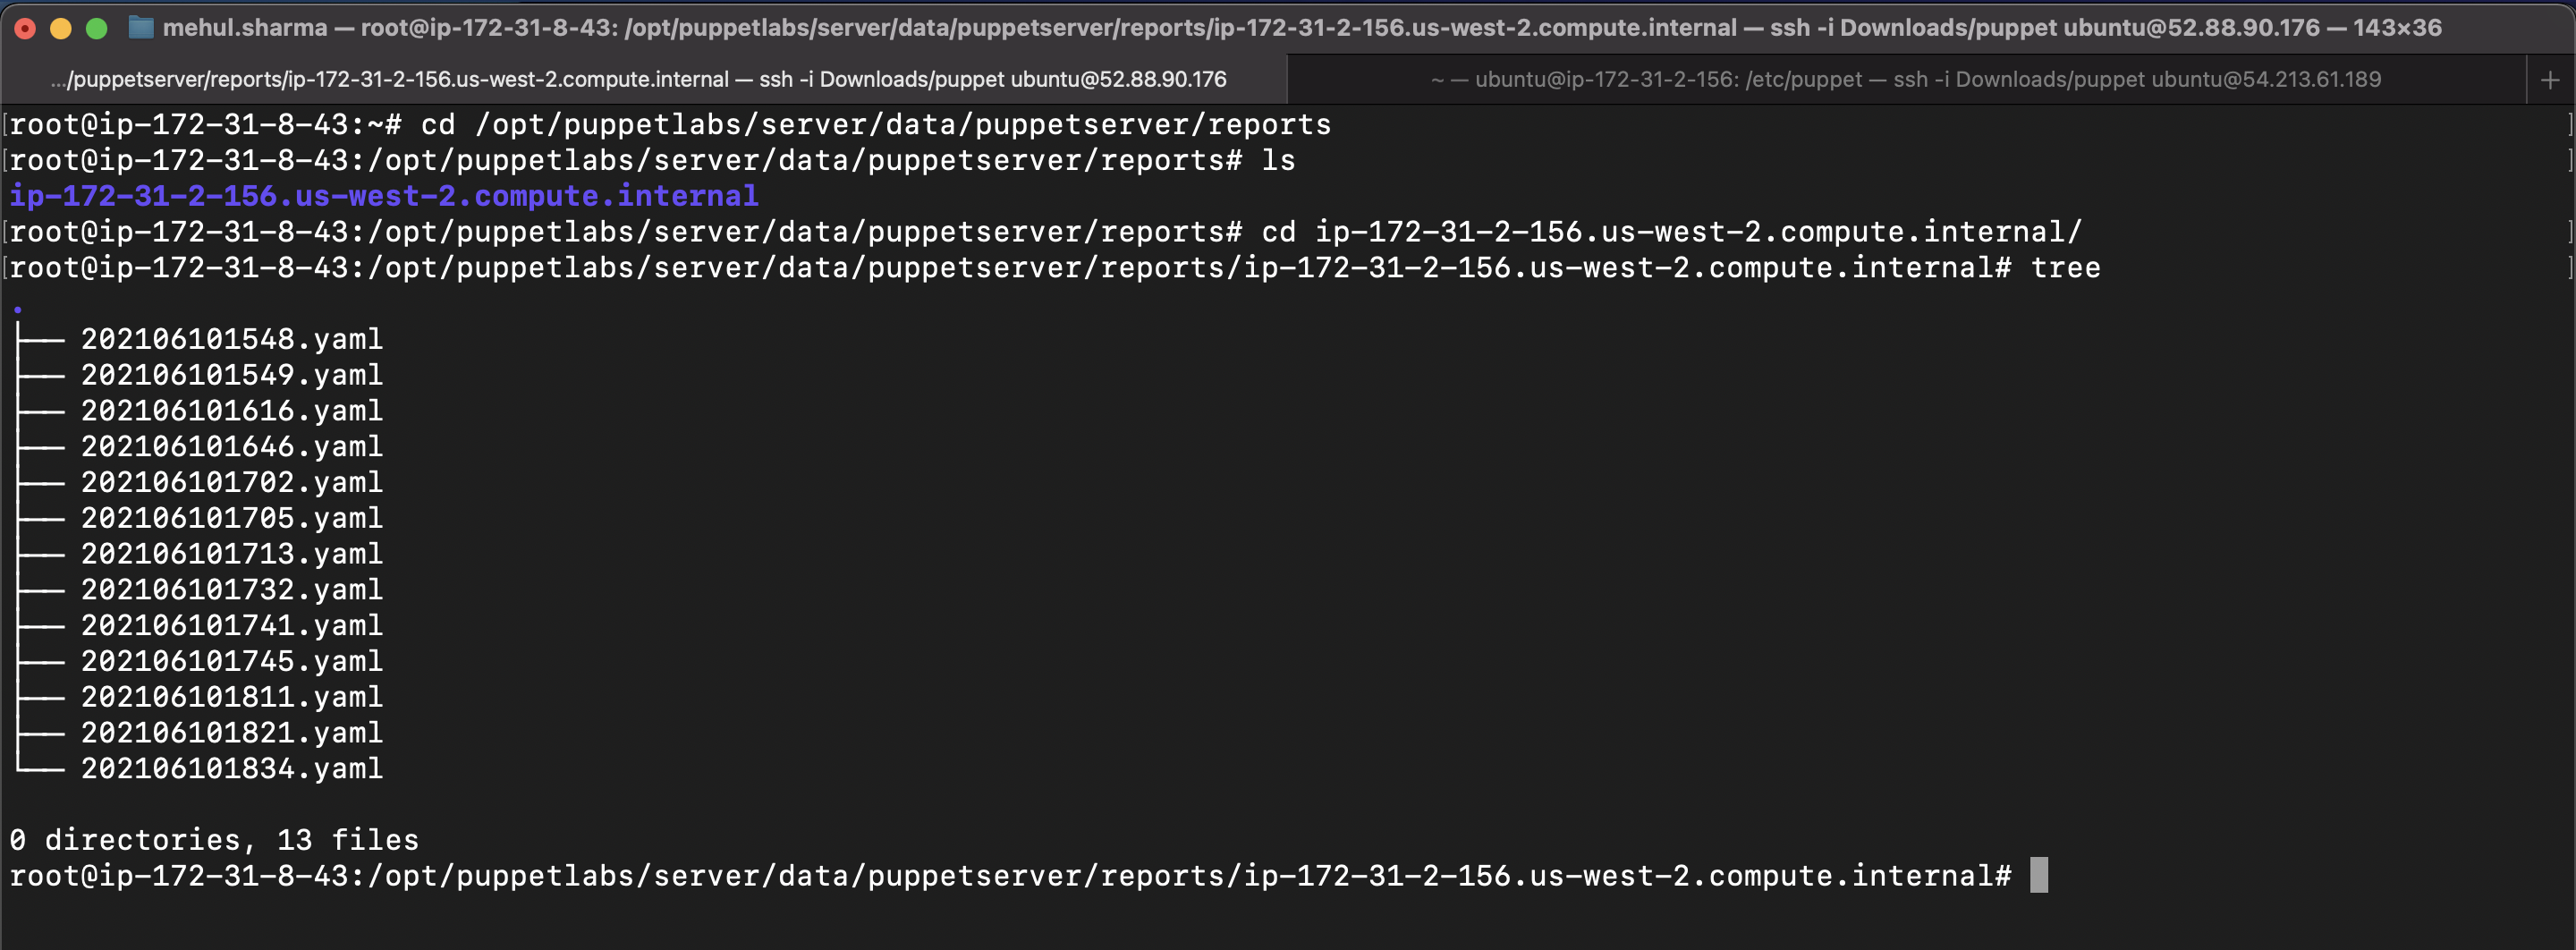 mehul.sharma — root@ip-172-31-8-43: /opt/puppetlabs/server/data/puppetserver/reports/ip-172-31-2-156.us-west-2.compute.internal — ssh -i Downloads/puppet ubuntu@52.88.90.176 — 143×36
.../puppetserver/reports/ip-172-31-2-156.us-west-2.compute.internal — ssh -i Downloads/puppet ubuntu@52.88.90.176
~ — ubuntu@ip-172-31-2-156: /etc/puppet — ssh -i Downloads/puppet ubuntu@54.213.61.189 +
[root@ip-172-31-8-43:~# cd /opt/puppetlabs/server/data/puppetserver/reports ]
[root@ip-172-31-8-43:/opt/puppetlabs/server/data/puppetserver/reports# ls ]
ip-172-31-2-156.us-west-2.compute.internal
[root@ip-172-31-8-43:/opt/puppetlabs/server/data/puppetserver/reports# cd ip-172-31-2-156.us-west-2.compute.internal/ ]
[root@ip-172-31-8-43:/opt/puppetlabs/server/data/puppetserver/reports/ip-172-31-2-156.us-west-2.compute.internal# tree ]
.
├── 202106101548.yaml
├── 202106101549.yaml
├── 202106101616.yaml
├── 202106101646.yaml
├── 202106101702.yaml
├── 202106101705.yaml
├── 202106101713.yaml
├── 202106101732.yaml
├── 202106101741.yaml
├── 202106101745.yaml
├── 202106101811.yaml
├── 202106101821.yaml
└── 202106101834.yaml
0 directories, 13 files
root@ip-172-31-8-43:/opt/puppetlabs/server/data/puppetserver/reports/ip-172-31-2-156.us-west-2.compute.internal#